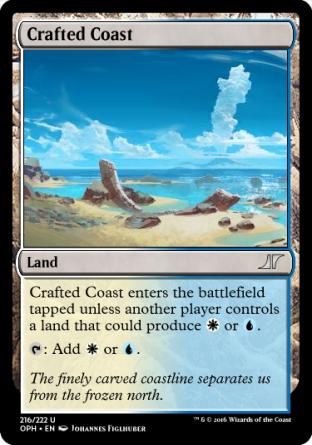 Crafted Coast
Land
Crafted Coast enters the battlefield
tapped unless another player controls
a land that could produce or .
: Add or .
The finely carved coastline separates us
from the frozen north.
216/222 U
OPH • EN Johannes Figlhuber
™ & © 2016 Wizards of the Coast